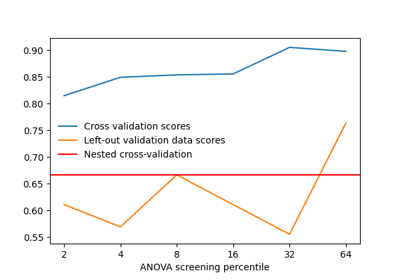 0.90
0.85
0.80
0.75
0.70
0.65
0.60
0.55
Cross validation scores
Left-out validation data scores
Nested cross-validation
2 4 8 16 32 64
ANOVA screening percentile